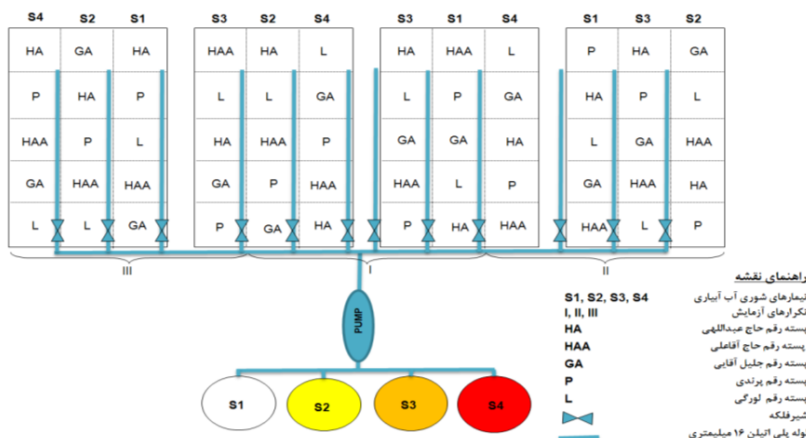 S4 S2 S1 S3 S2 S4 S3 S1 S4 S1 S3 S2
HA GA HA HAA HA L HA HAA L P HA GA
P HA P L L GA L P GA HA P L
HAA P L HA HAA P GA GA HA L GA HAA
GA HAA HAA GA P HAA HAA L P GA HAA HA
L L GA P GA HA P HA HAA HAA L P
III I II
PUMP
S1 S2 S3 S4
راهنمای نقشه
S1, S2, S3, S4 تیمارهای شوری آب آبیاری
I, II, III تکرارهای آزمایش
HA پسته رقم حاج عبداللهی
HAA پسته رقم حاج آقاعلی
GA پسته رقم جلیل آقایی
P پسته رقم پرندی
L پسته رقم لورگی
شیرفلکه
لوله پلی اتیلن ۱۶ میلیمتری